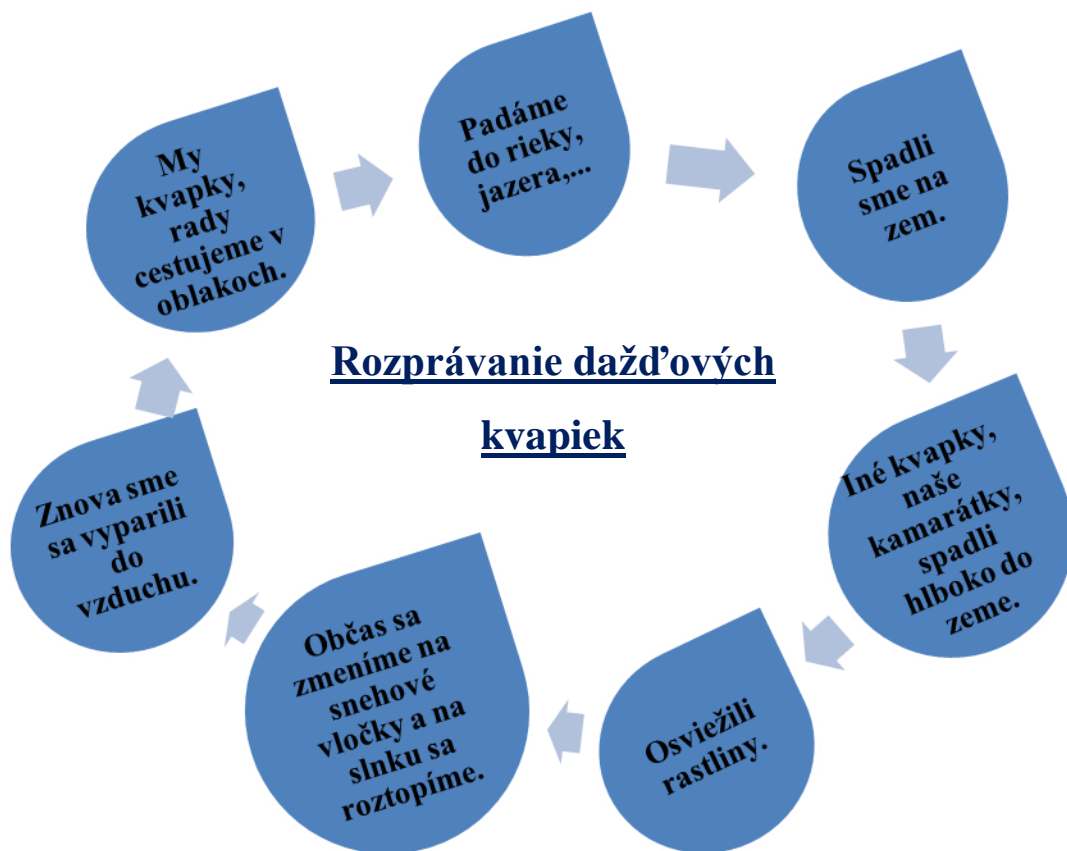 My
kvapky,
rady
cestujeme v
oblakoch.
Padáme
do rieky,
jazera,...
Spadli
sme na
zem.
Rozprávanie dažďových
kvapiek
Iné kvapky,
naše
kamarátky,
spadli
hlboko do
zeme.
Osviežili
rastliny.
Občas sa
zmeníme na
snehové
vločky a na
slnku sa
roztopíme.
Znova sme
sa vyparili
do
vzduchu.